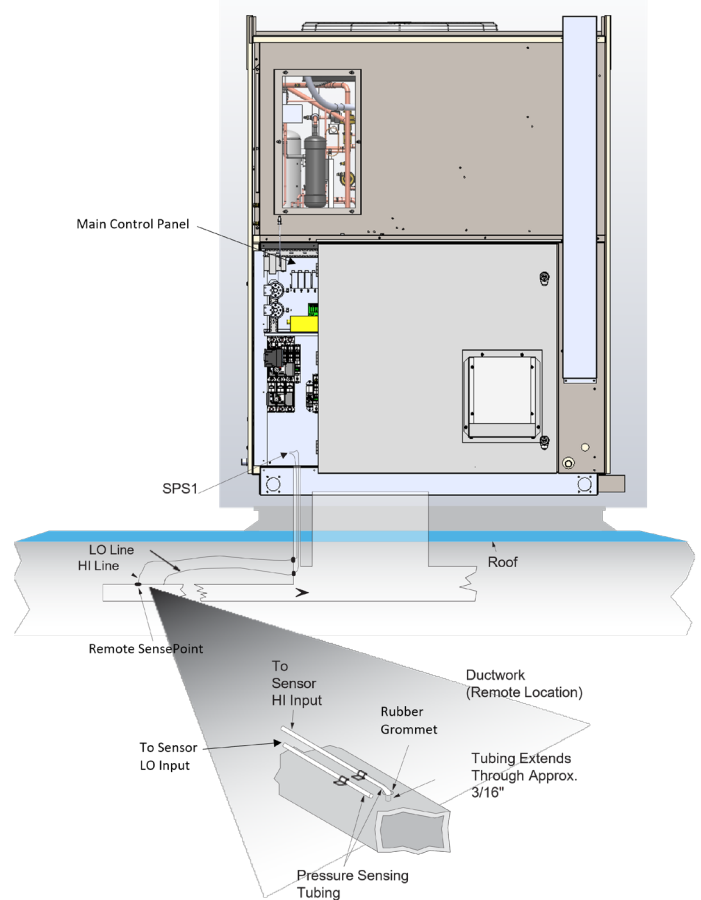 Main Control Panel
SPS1
LO Line
HI Line
Roof
Remote SensePoint
To
Sensor
HI Input
Ductwork
(Remote Location)
Rubber
Grommet
To Sensor
LO Input
Tubing Extends
Through Approx.
3/16"
Pressure Sensing
Tubing